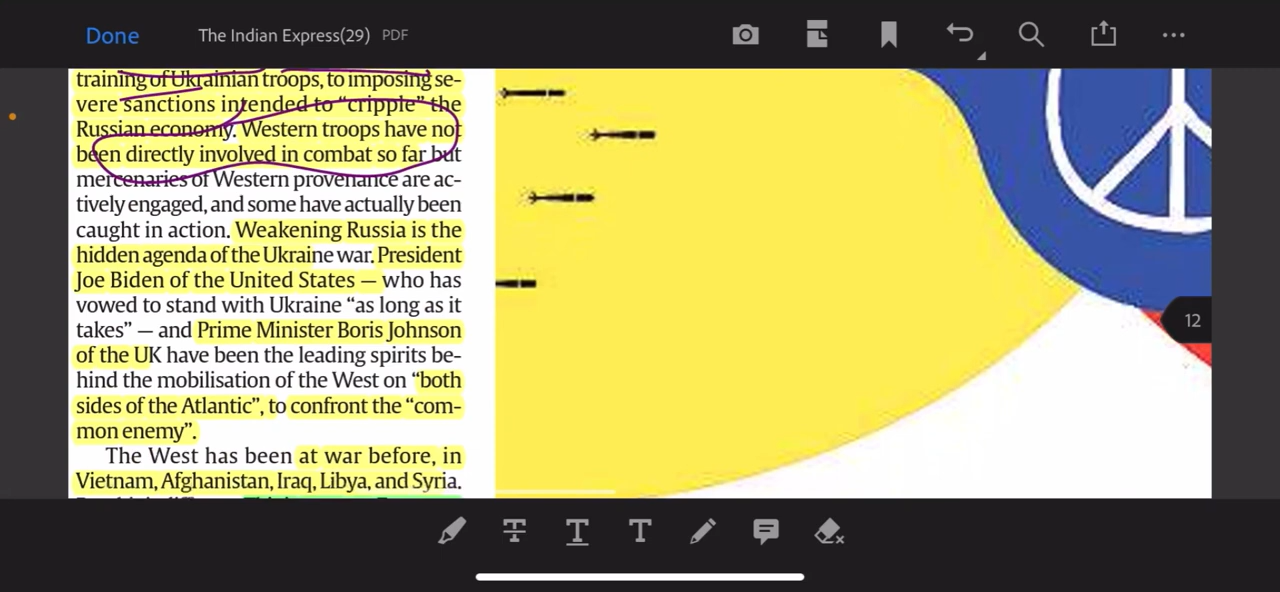 Done
The Indian Express(29) PDF
training of Ukrainian troops, to imposing se-
vere sanctions intended to “cripple” the
Russian economy. Western troops have not
been directly involved in combat so far but
mercenaries of Western provenance are ac-
tively engaged, and some have actually been
caught in action. Weakening Russia is the
hidden agenda of the Ukraine war. President
Joe Biden of the United States — who has
vowed to stand with Ukraine “as long as it
takes” — and Prime Minister Boris Johnson
of the UK have been the leading spirits be-
hind the mobilisation of the West on “both
sides of the Atlantic”, to confront the “com-
mon enemy”.
The West has been at war before, in
Vietnam, Afghanistan, Iraq, Libya, and Syria.
12